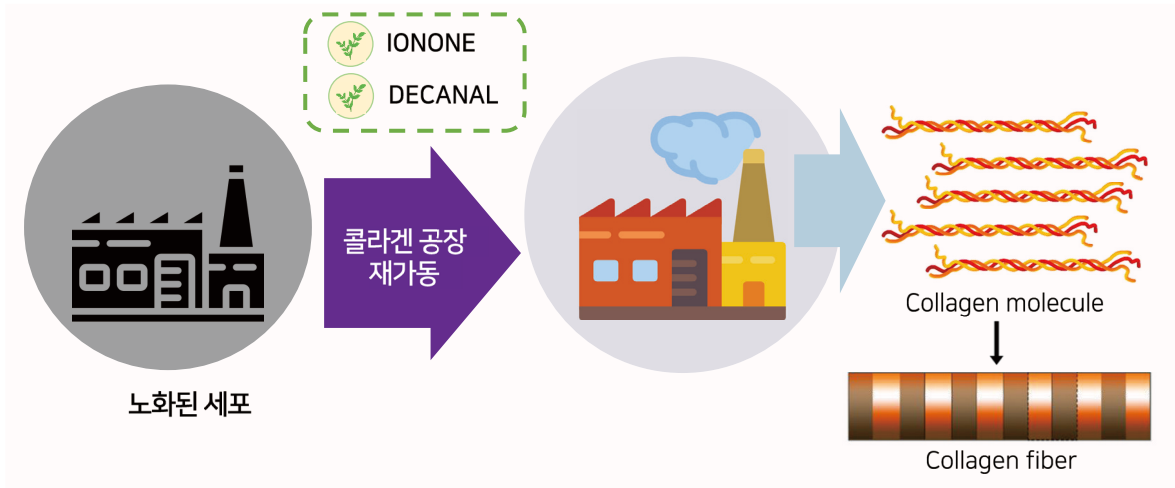 IONONE
DECANAL
콜라겐 공장
재가동
노화된 세포
Collagen molecule
Collagen fiber